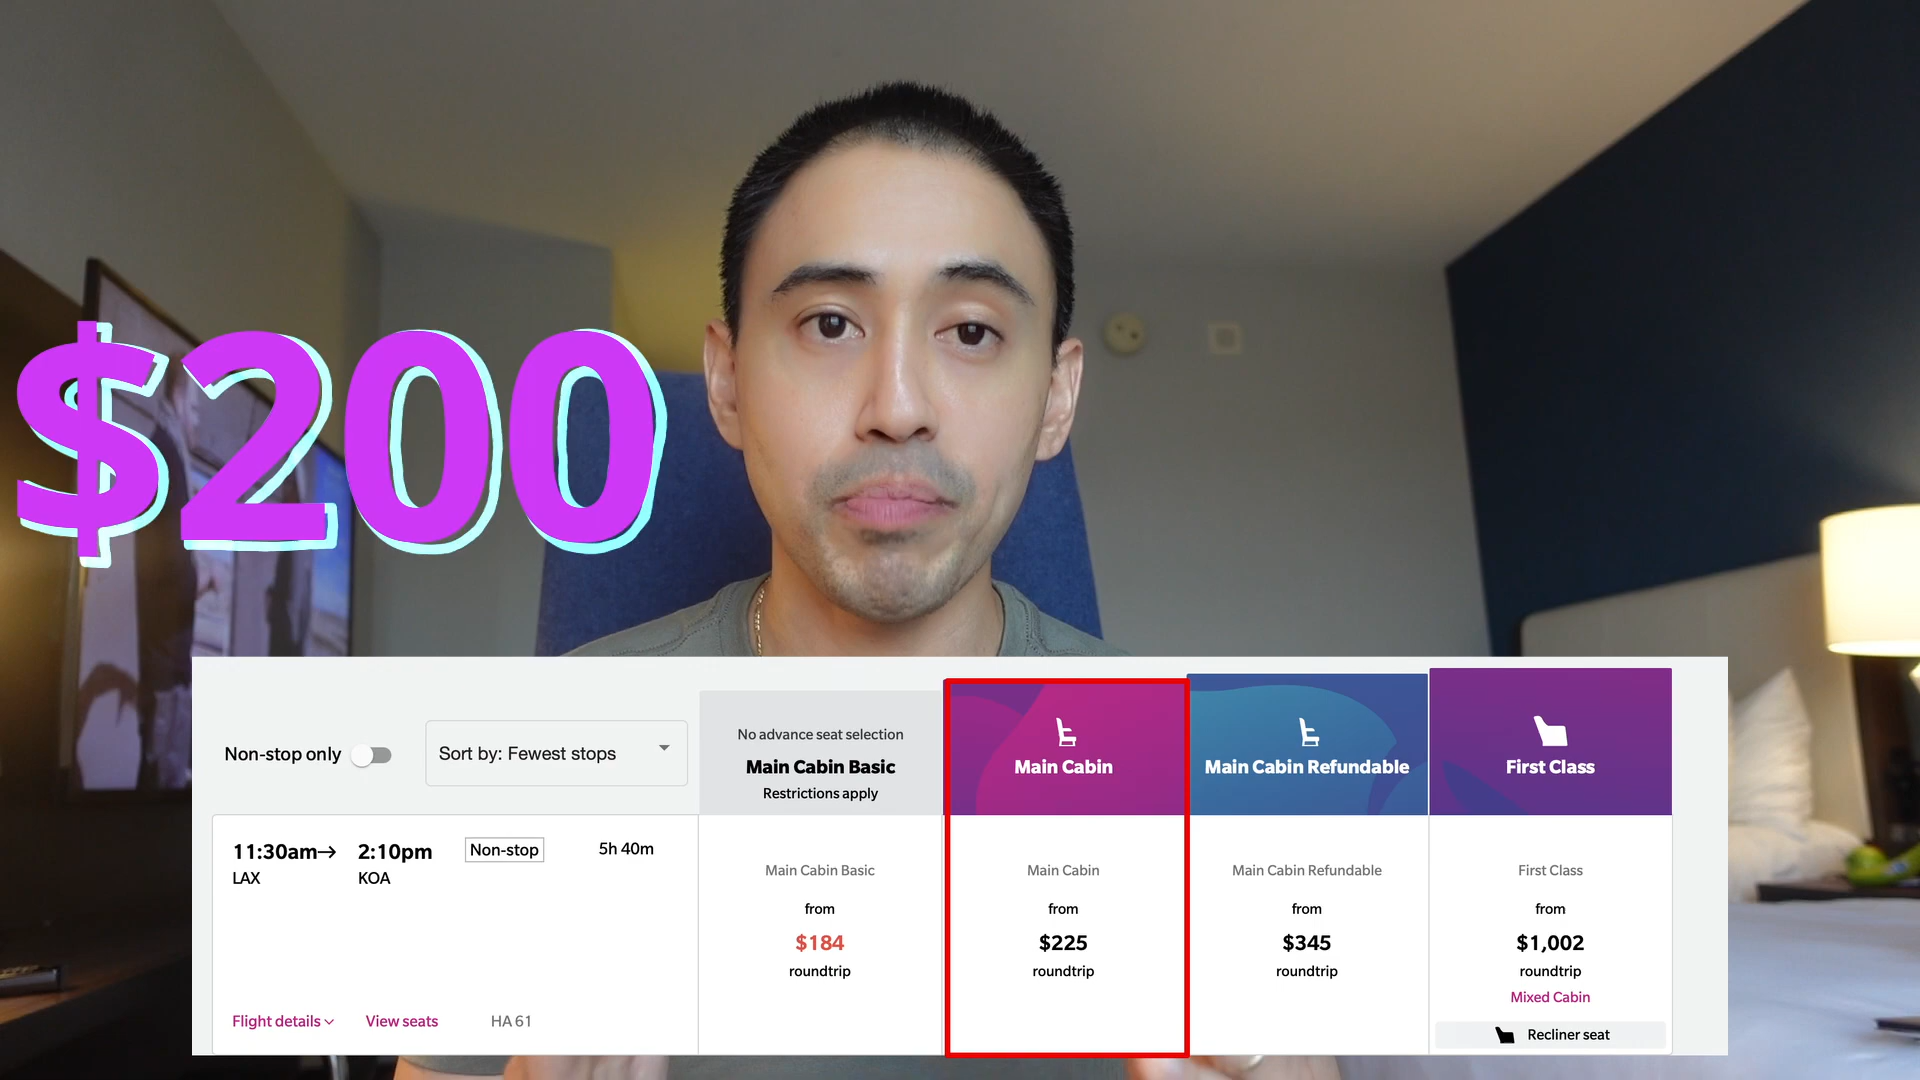 $200
Non-stop only
Sort by: Fewest stops
No advance seat selection
Main Cabin Basic
Restrictions apply
Main Cabin
Main Cabin Refundable
First Class
11:30am→ 2:10pm Non-stop 5h 40m
LAX KOA
Main Cabin Basic
from
$184
roundtrip
Main Cabin
from
$225
roundtrip
Main Cabin Refundable
from
$345
roundtrip
First Class
from
$1,002
roundtrip
Mixed Cabin
Recliner seat
Flight details View seats HA 61